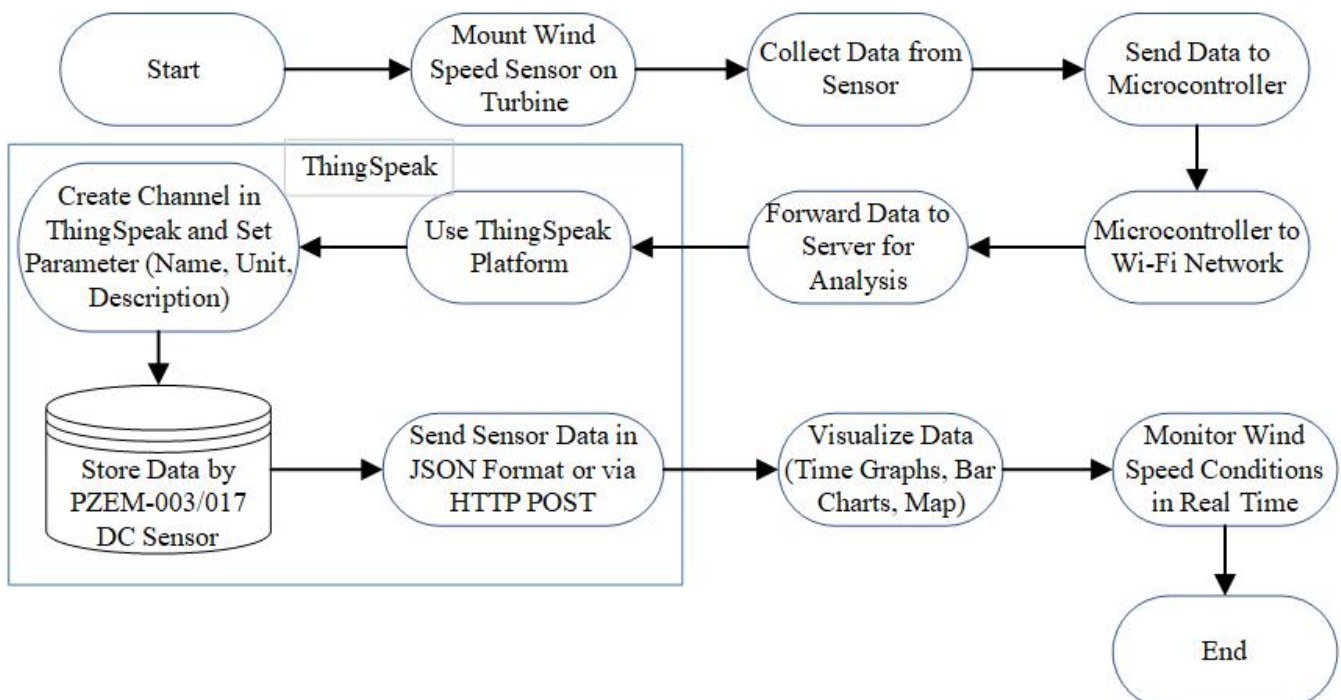 Start
Mount Wind
Speed Sensor on
Turbine
Collect Data from
Sensor
Send Data to
Microcontroller
Microcontroller to
Wi-Fi Network
Forward Data to
Server for
Analysis
ThingSpeak
Use ThingSpeak
Platform
Create Channel in
ThingSpeak and Set
Parameter (Name, Unit,
Description)
Store Data by
PZEM-003/017
DC Sensor
Send Sensor Data in
JSON Format or via
HTTP POST
Visualize Data
(Time Graphs, Bar
Charts, Map)
Monitor Wind
Speed Conditions
in Real Time
End